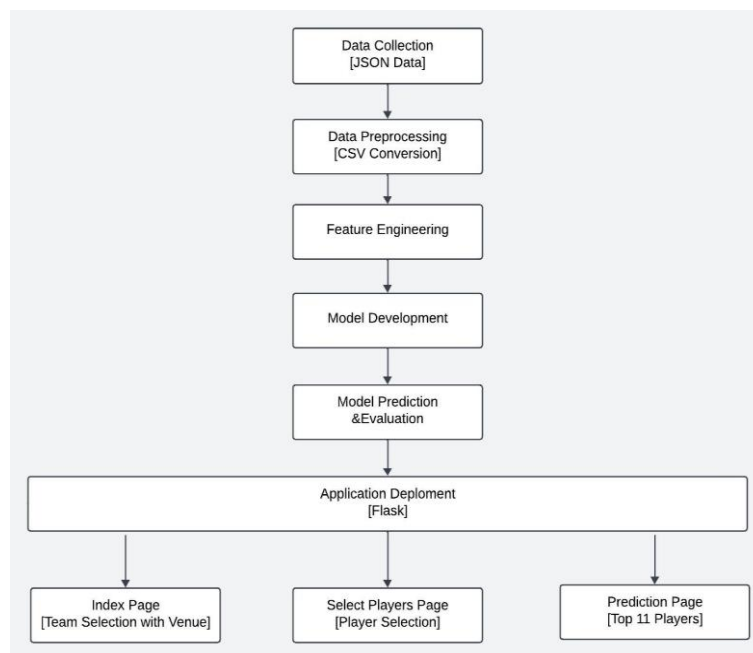 Data Collection
[JSON Data]
Data Preprocessing
[CSV Conversion]
Feature Engineering
Model Development
Model Prediction
&Evaluation
Application Deploment
[Flask]
Index Page
[Team Selection with Venue]
Select Players Page
[Player Selection]
Prediction Page
[Top 11 Players]